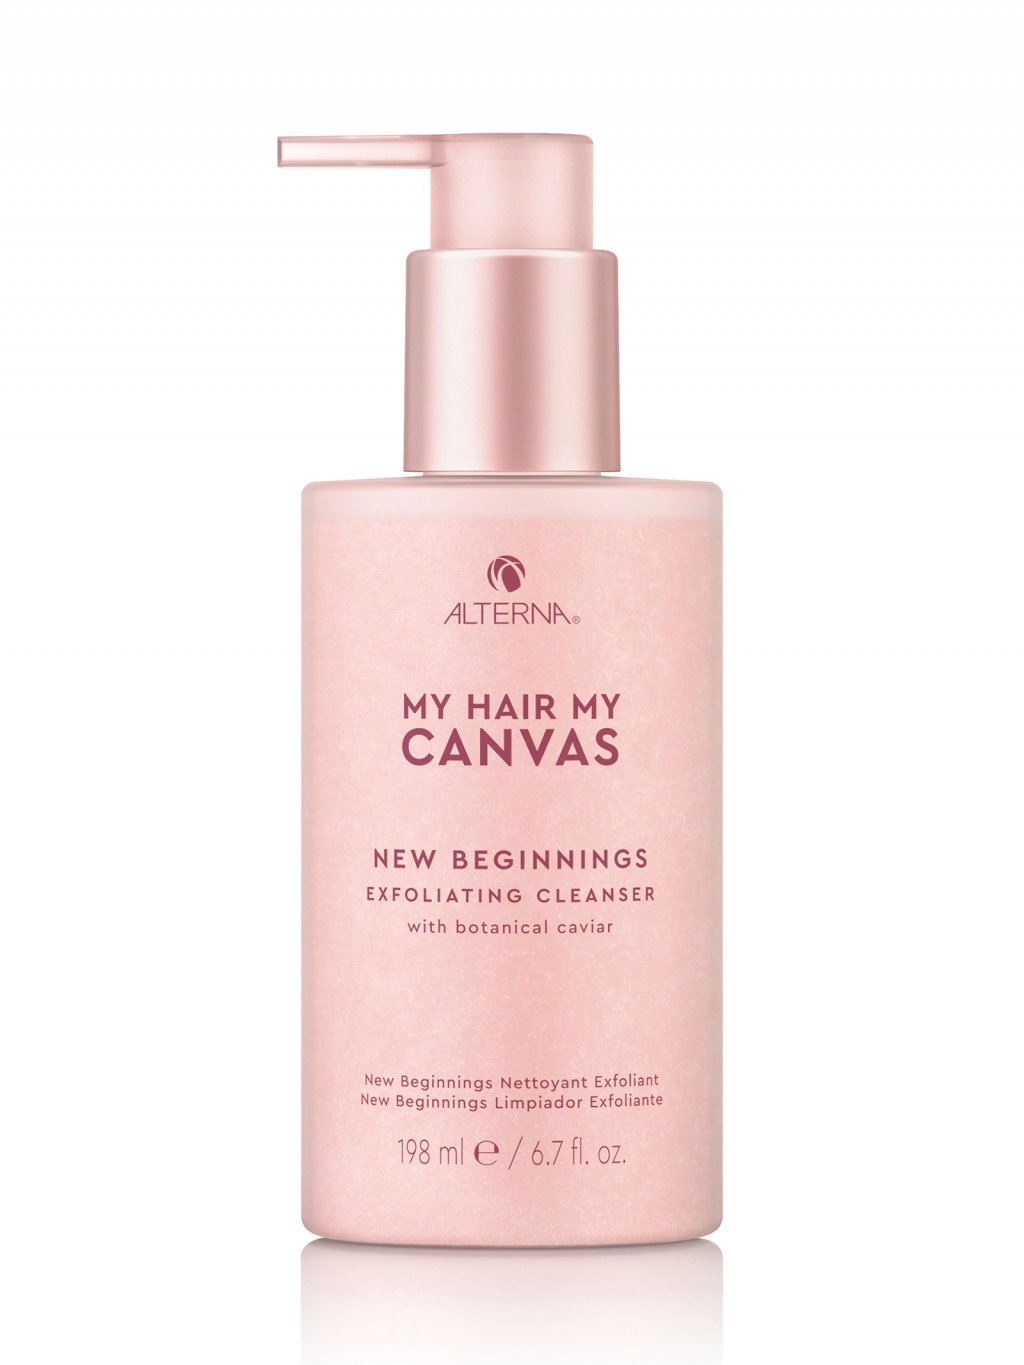 ALTERNA®
MY HAIR MY
CANVAS
NEW BEGINNINGS
EXFOLIATING CLEANSER
with botanical caviar
New Beginnings Nettoyant Exfoliant
New Beginnings Limpiador Exfoliante
198 ml ℮ / 6.7 fl. oz.